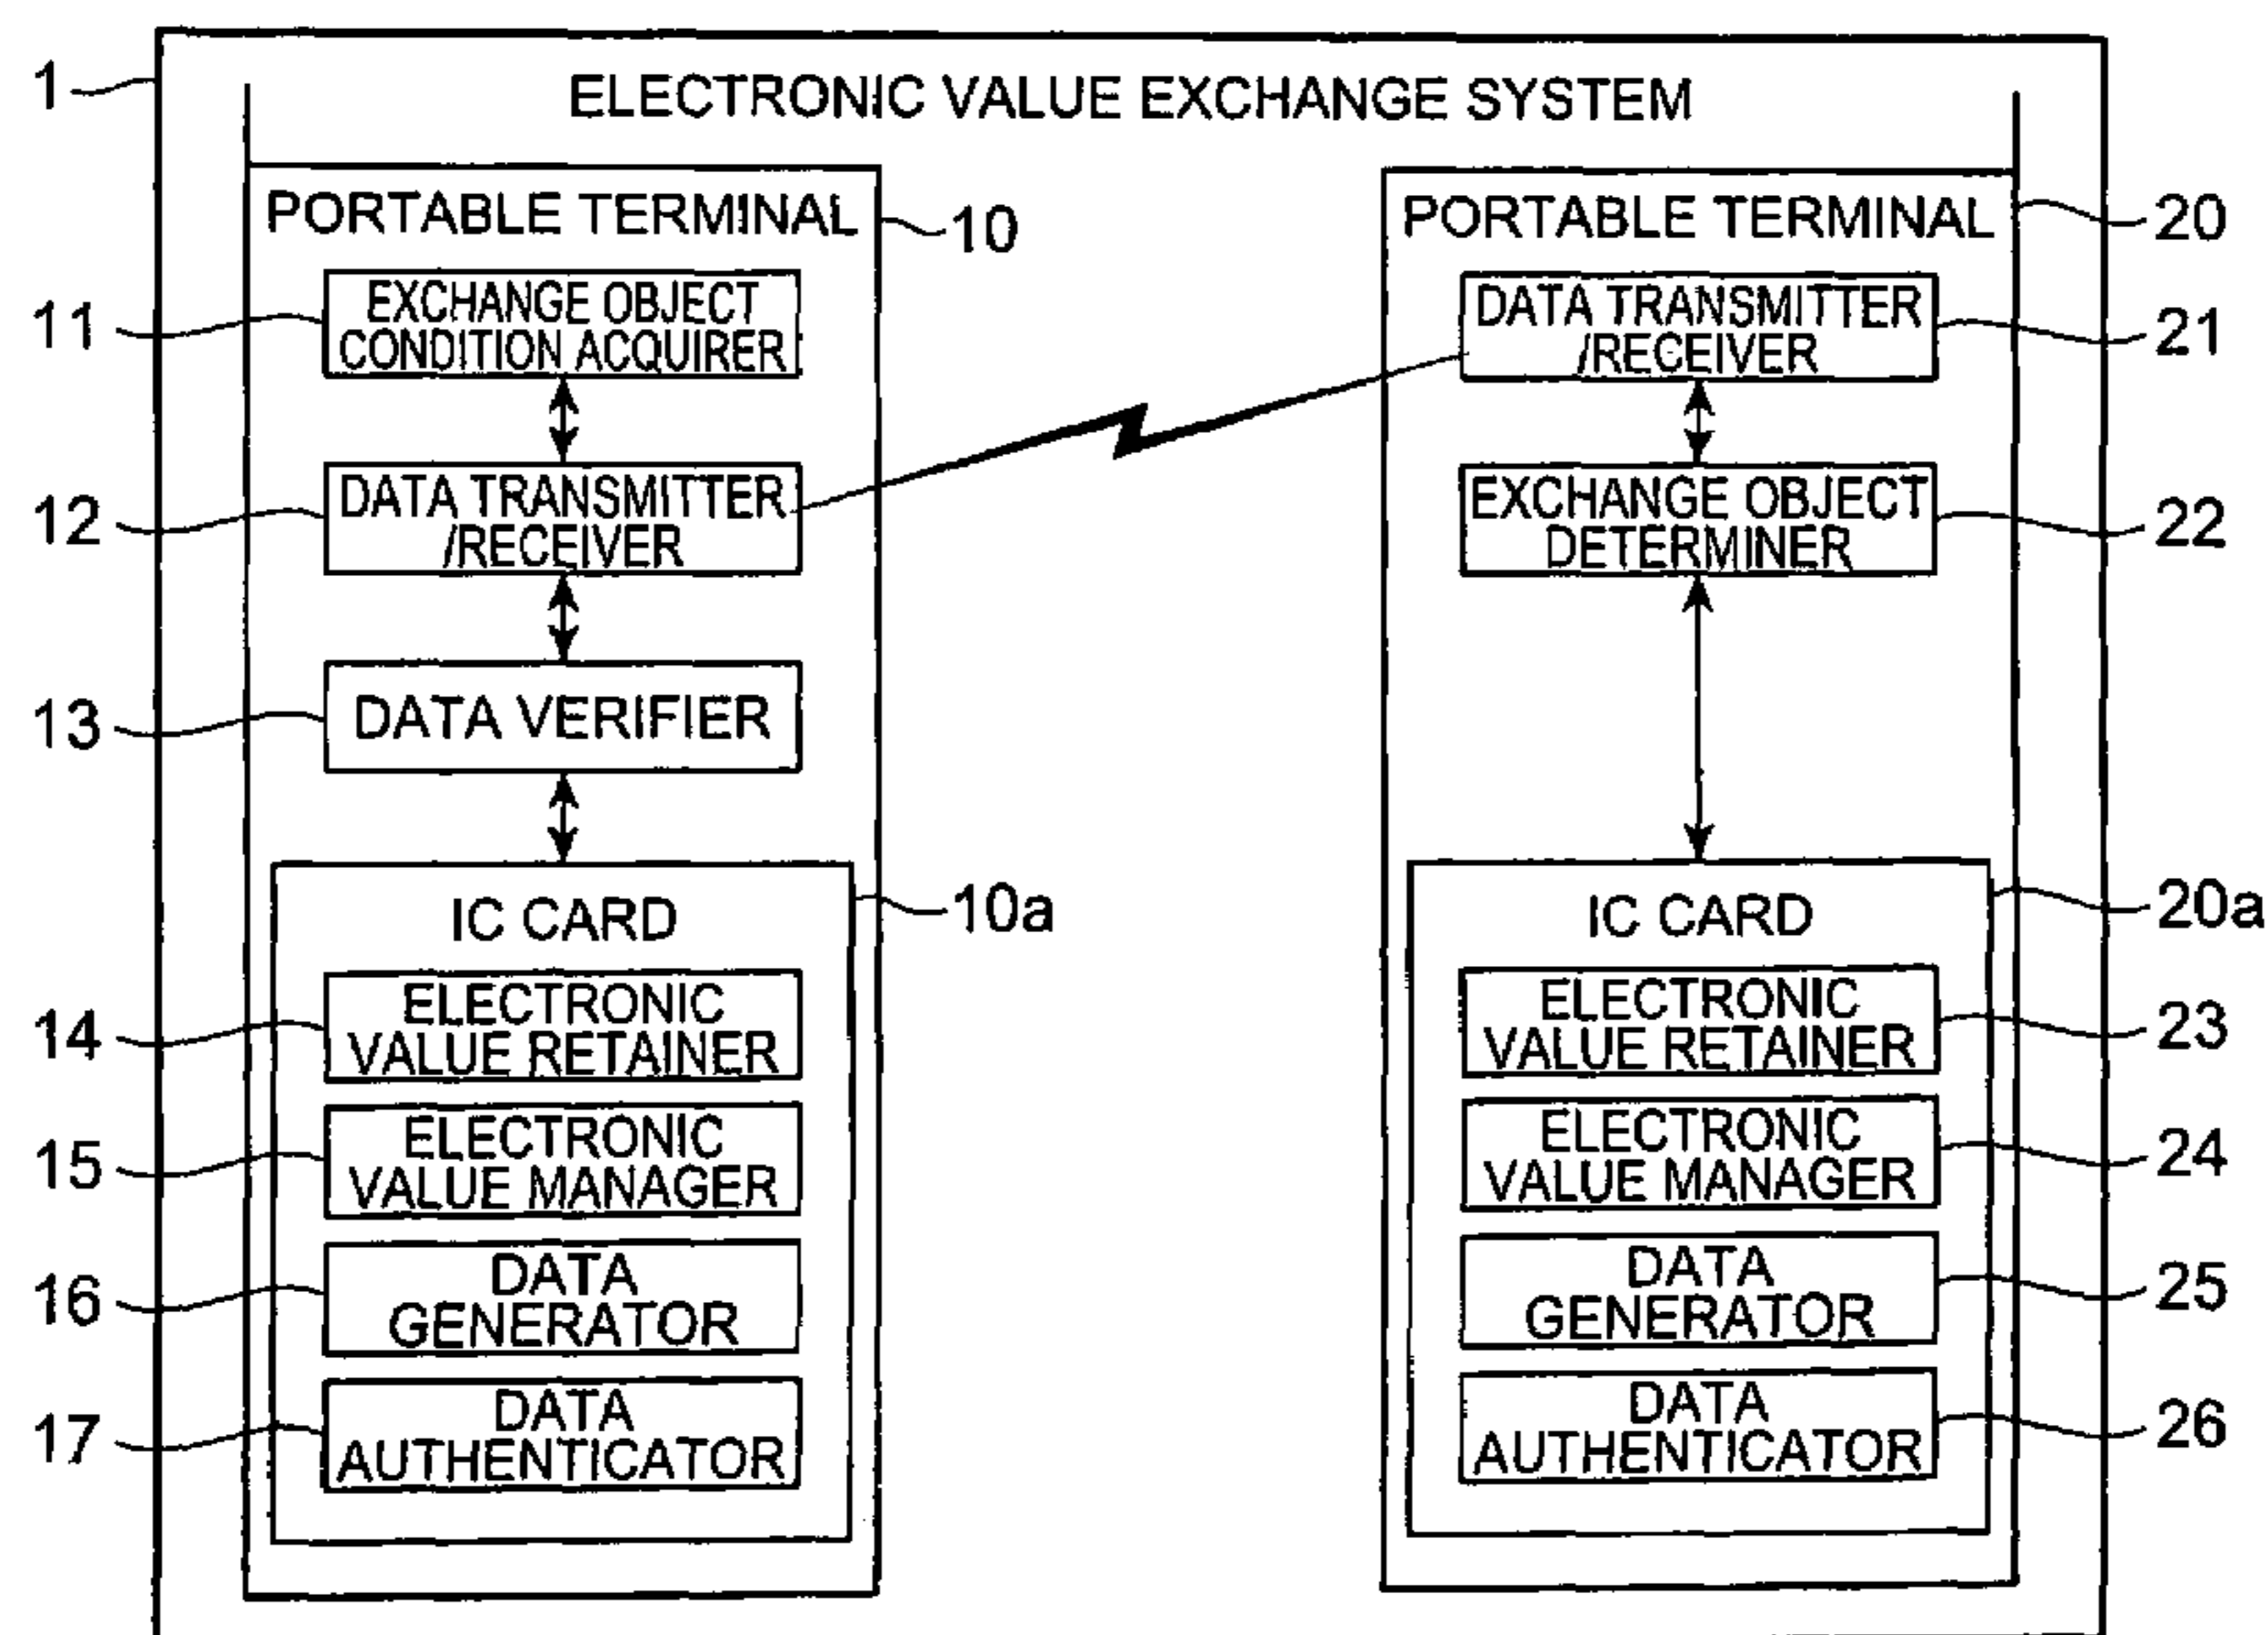 1
ELECTRONIC VALUE EXCHANGE SYSTEM
PORTABLE TERMINAL
10
11
EXCHANGE OBJECT
CONDITION ACQUIRER
12
DATA TRANSMITTER
/RECEIVER
13
DATA VERIFIER
IC CARD
10a
14
ELECTRONIC
VALUE RETAINER
15
ELECTRONIC
VALUE MANAGER
16
DATA
GENERATOR
17
DATA
AUTHENTICATOR
PORTABLE TERMINAL
20
DATA TRANSMITTER
/RECEIVER
21
EXCHANGE OBJECT
DETERMINER
22
IC CARD
20a
ELECTRONIC
VALUE RETAINER
23
ELECTRONIC
VALUE MANAGER
24
DATA
GENERATOR
25
DATA
AUTHENTICATOR
26